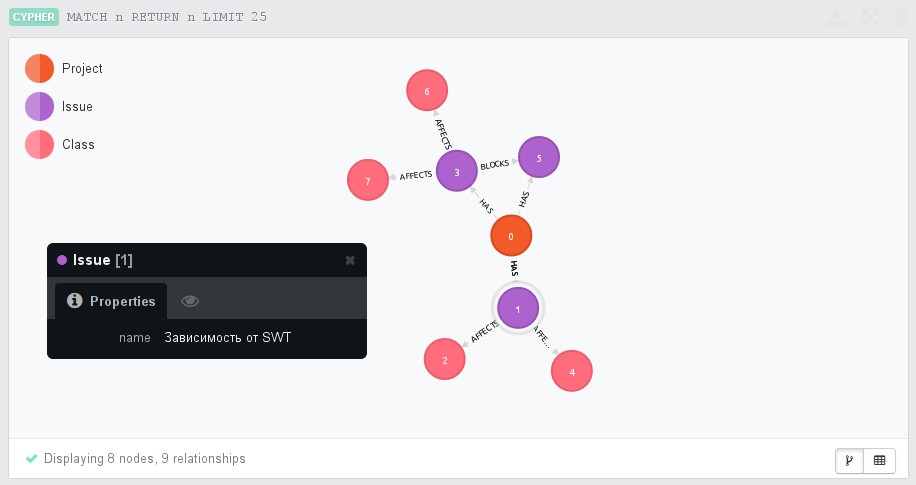 CYPHER MATCH n RETURN n LIMIT 25
Project
Issue
Class
6
AFFECTS
3
BLOCKS
5
7
AFFECTS
HAS
HAS
0
HAS
Issue [1]
Properties
name Зависимость от SWT
1
AFFECTS
AFFE...
2
4
Displaying 8 nodes, 9 relationships